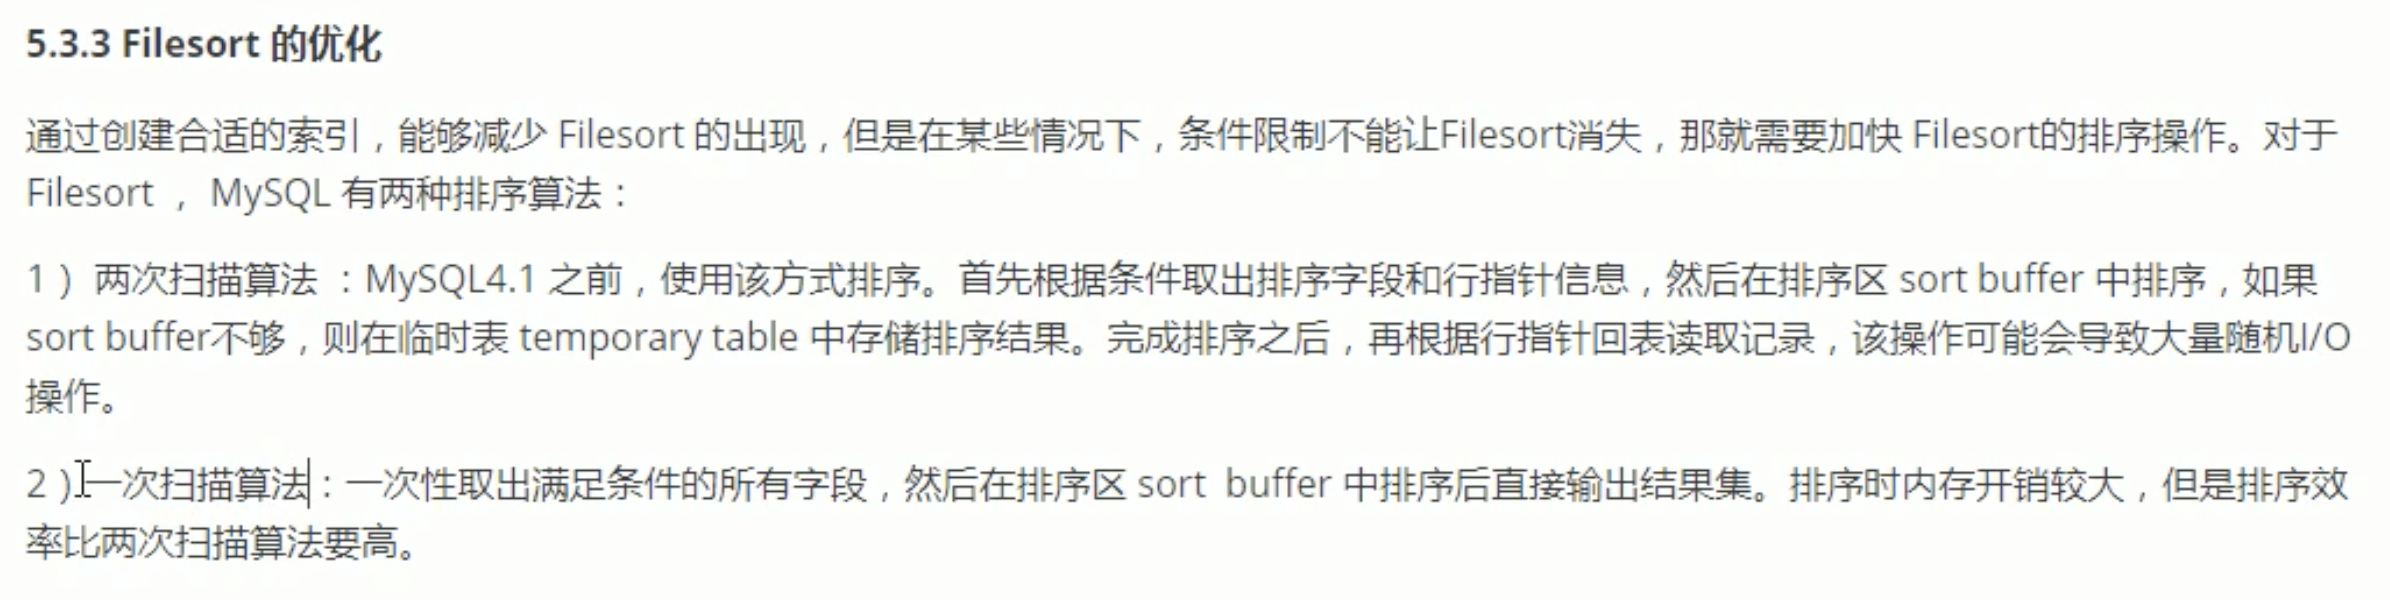 5.3.3 Filesort 的优化
通过创建合适的索引，能够减少 Filesort 的出现，但是在某些情况下，条件限制不能让Filesort消失，那就需要加快 Filesort的排序操作。对于
Filesort ， MySQL 有两种排序算法：
1 ） 两次扫描算法 ：MySQL4.1 之前，使用该方式排序。首先根据条件取出排序字段和行指针信息，然后在排序区 sort buffer 中排序，如果
sort buffer不够，则在临时表 temporary table 中存储排序结果。完成排序之后，再根据行指针回表读取记录，该操作可能会导致大量随机I/O
操作。
2 ）一次扫描算法：一次性取出满足条件的所有字段，然后在排序区 sort  buffer 中排序后直接输出结果集。排序时内存开销较大，但是排序效
率比两次扫描算法要高。